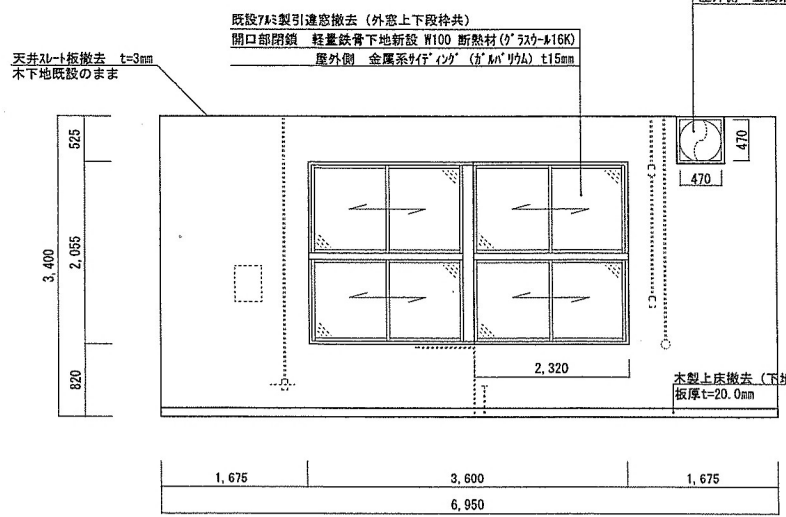 既設ｱﾙﾐ製引違窓撤去（外窓上下段枠共）
開口部閉鎖　軽量鉄骨下地新設 W100 断熱材(ｸﾞﾗｽｳｰﾙ16K)
屋外側　金属系ｻｲﾃﾞｨﾝｸﾞ（ｶﾞﾙﾊﾞﾘｳﾑ）t15mm
天井ｽﾚｰﾄ板撤去　t=3mm
木下地既設のまま
525
2,055
3,400
820
470
470
2,320
木製上床撤去（下地
板厚t=20.0mm
1,675
3,600
1,675
6,950